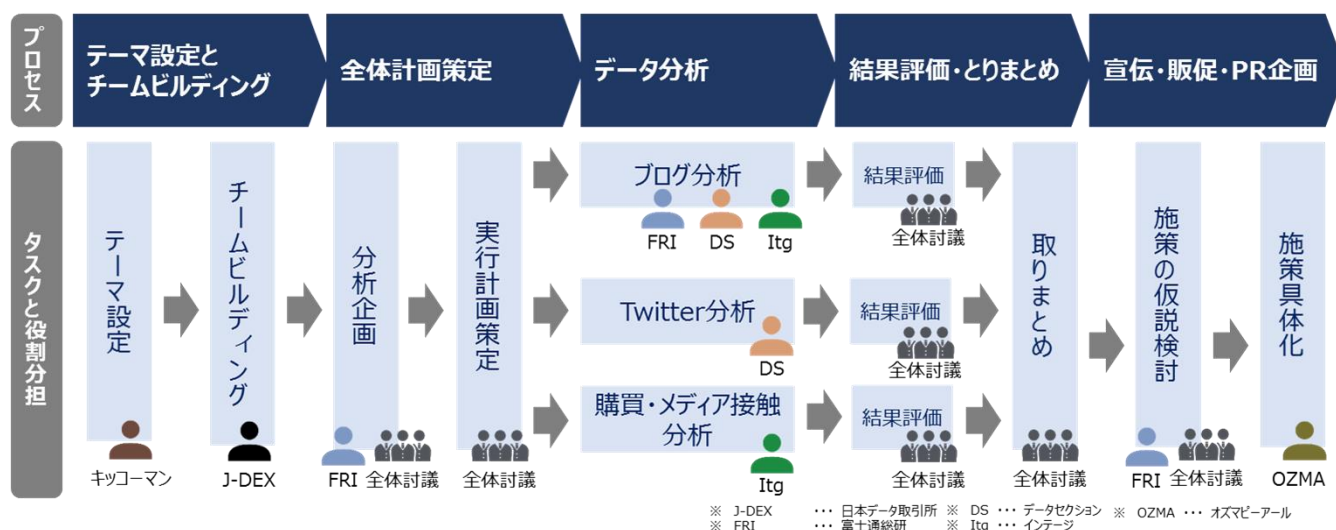 プロセス
テーマ設定と
チームビルディング
全体計画策定
データ分析
結果評価・とりまとめ
宣伝・販促・PR企画
タスクと役割分担
テーマ設定
キッコーマン
チームビルディング
J-DEX
分析企画
FRI 全体討議
実行計画策定
全体討議
ブログ分析
FRI DS Itg
Twitter分析
DS
購買・メディア接触
分析
Itg
結果評価
全体討議
結果評価
全体討議
結果評価
全体討議
取りまとめ
全体討議
施策の仮説検討
FRI 全体討議
施策具体化
OZMA
※ J-DEX ・・・ 日本データ取引所 ※ DS ・・・ データセクション ※ OZMA ・・・ オズマピーアール
※ FRI ・・・ 富士通総研 ※ Itg ・・・ インテージ